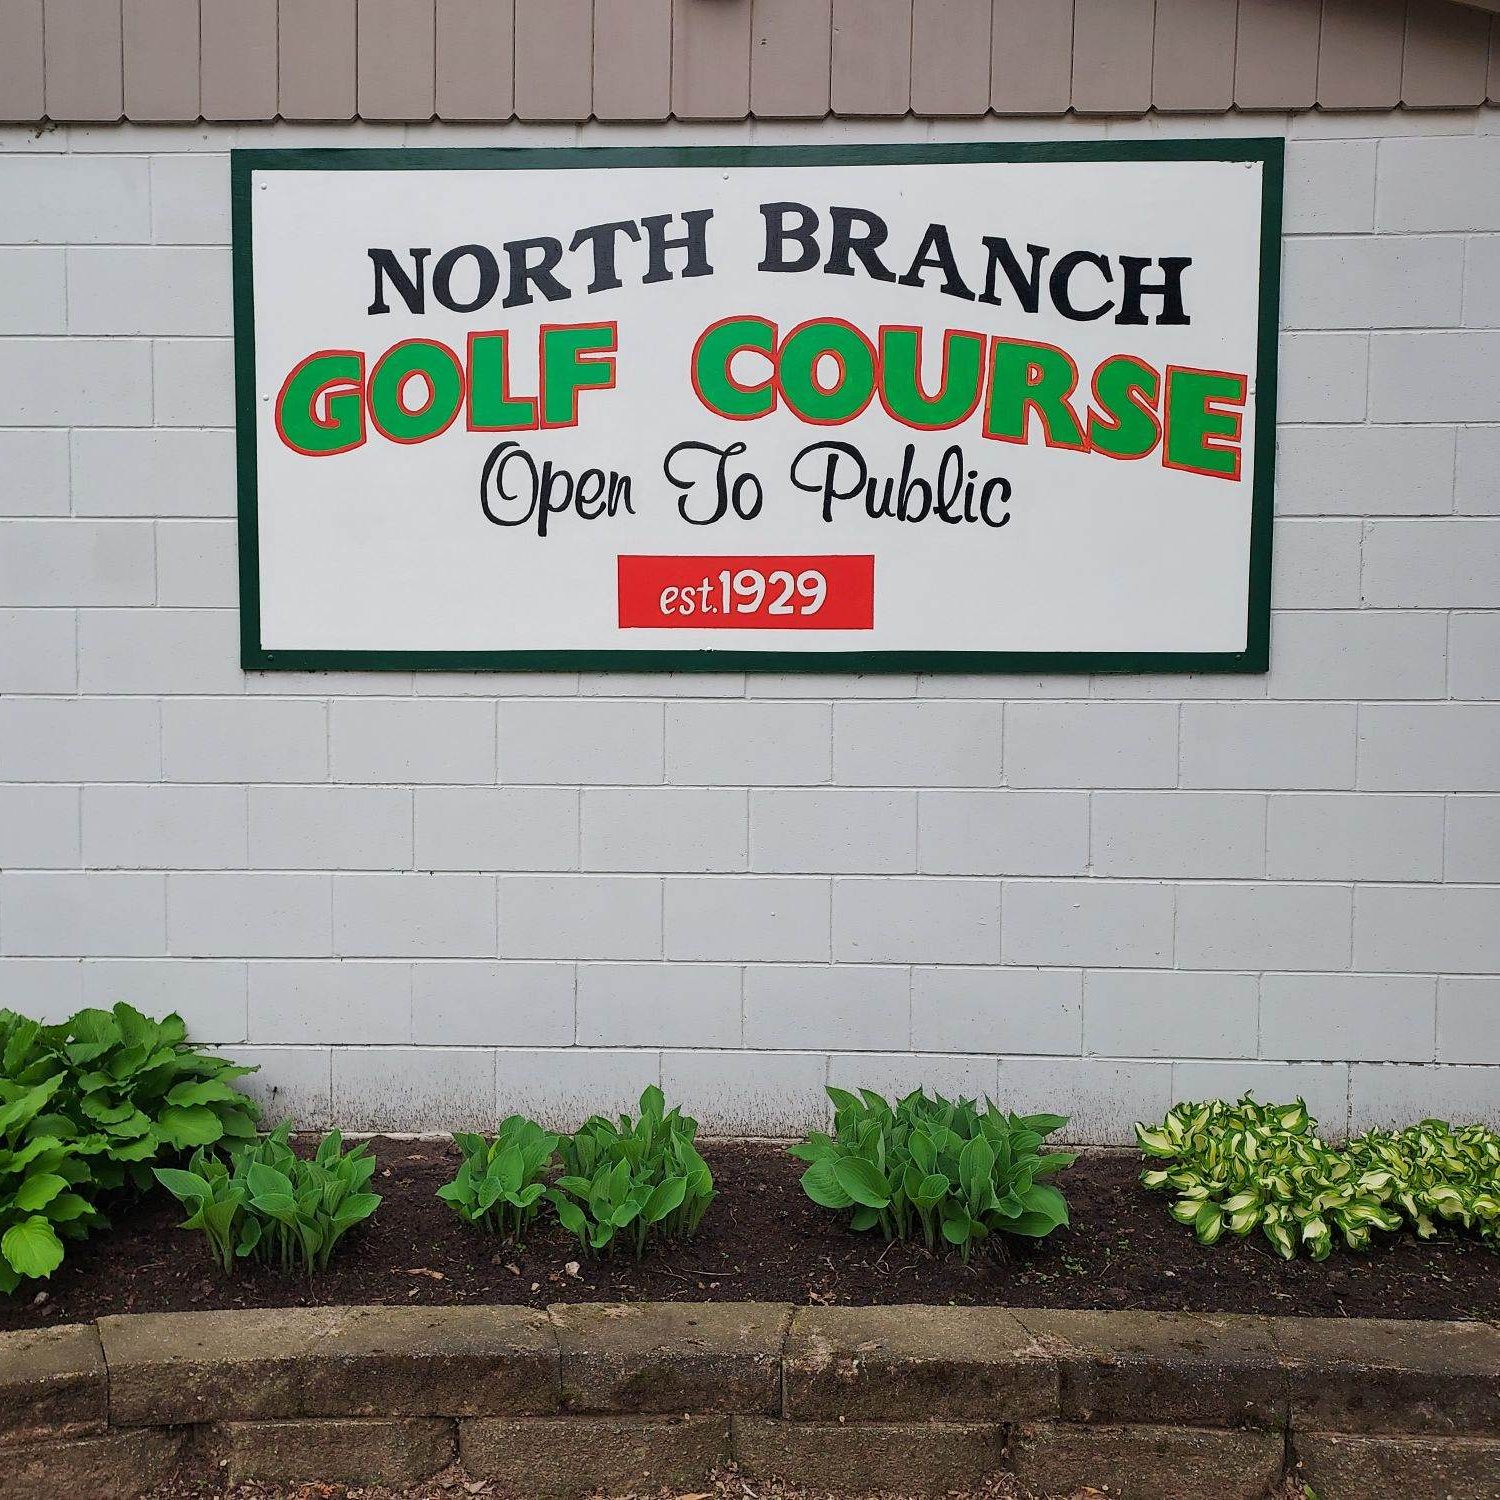 NORTH BRANCH
GOLF COURSE
Open To Public
est.1929